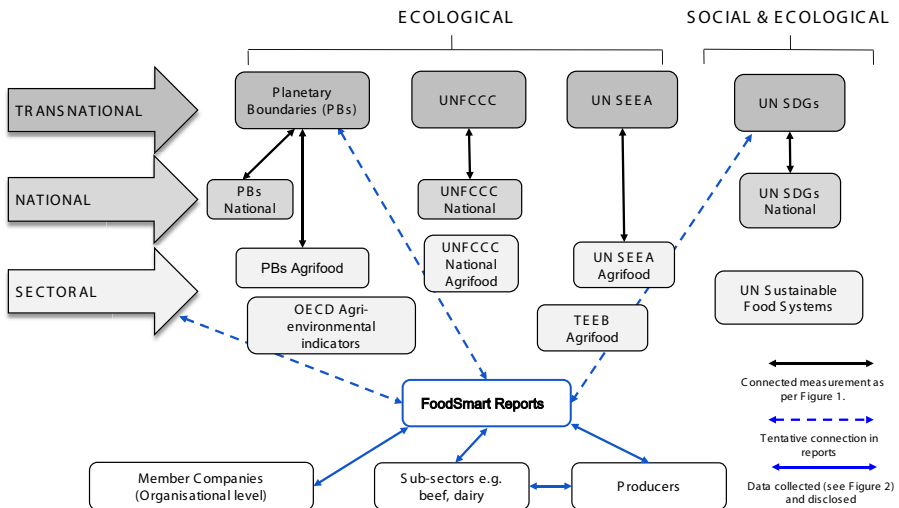 ECOLOGICAL
SOCIAL & ECOLOGICAL
TRANSNATIONAL
Planetary
Boundaries (PBs)
UNFCCC
UN SEEA
UN SDGs
NATIONAL
PBs
National
UNFCCC
National
UN SDGs
National
SECTORAL
PBs Agrifood
UNFCCC
National
Agrifood
UN SEEA
Agrifood
UN Sustainable
Food Systems
OECD Agri-
environmental
indicators
TEEB
Agrifood
FoodSmart Reports
Member Companies
(Organisational level)
Sub-sectors e.g.
beef, dairy
Producers
Connected measurement as
per Figure 1.
Tentative connection in
reports
Data collected (see Figure 2)
and disclosed